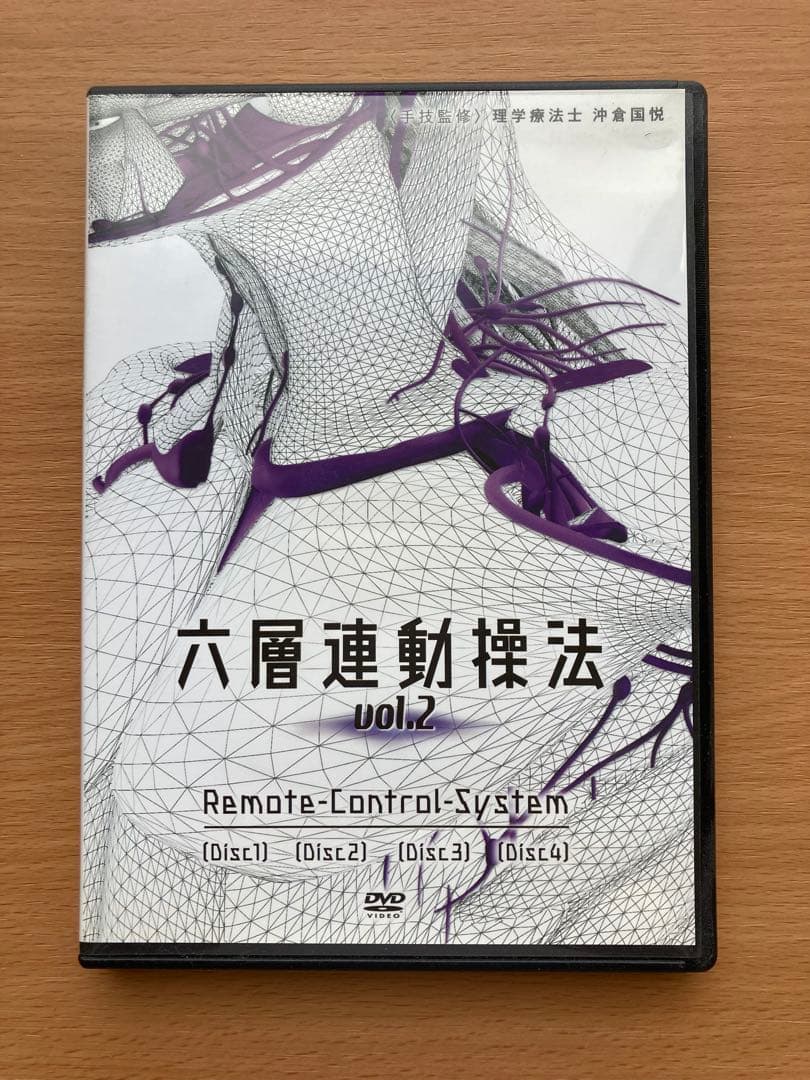 〈手技監修〉理学療法士 沖倉国悦
六層連動操法
vol.2
Remote-Control-System
(Disc1) (Disc2) (Disc3) (Disc4)
DVD
VIDEO